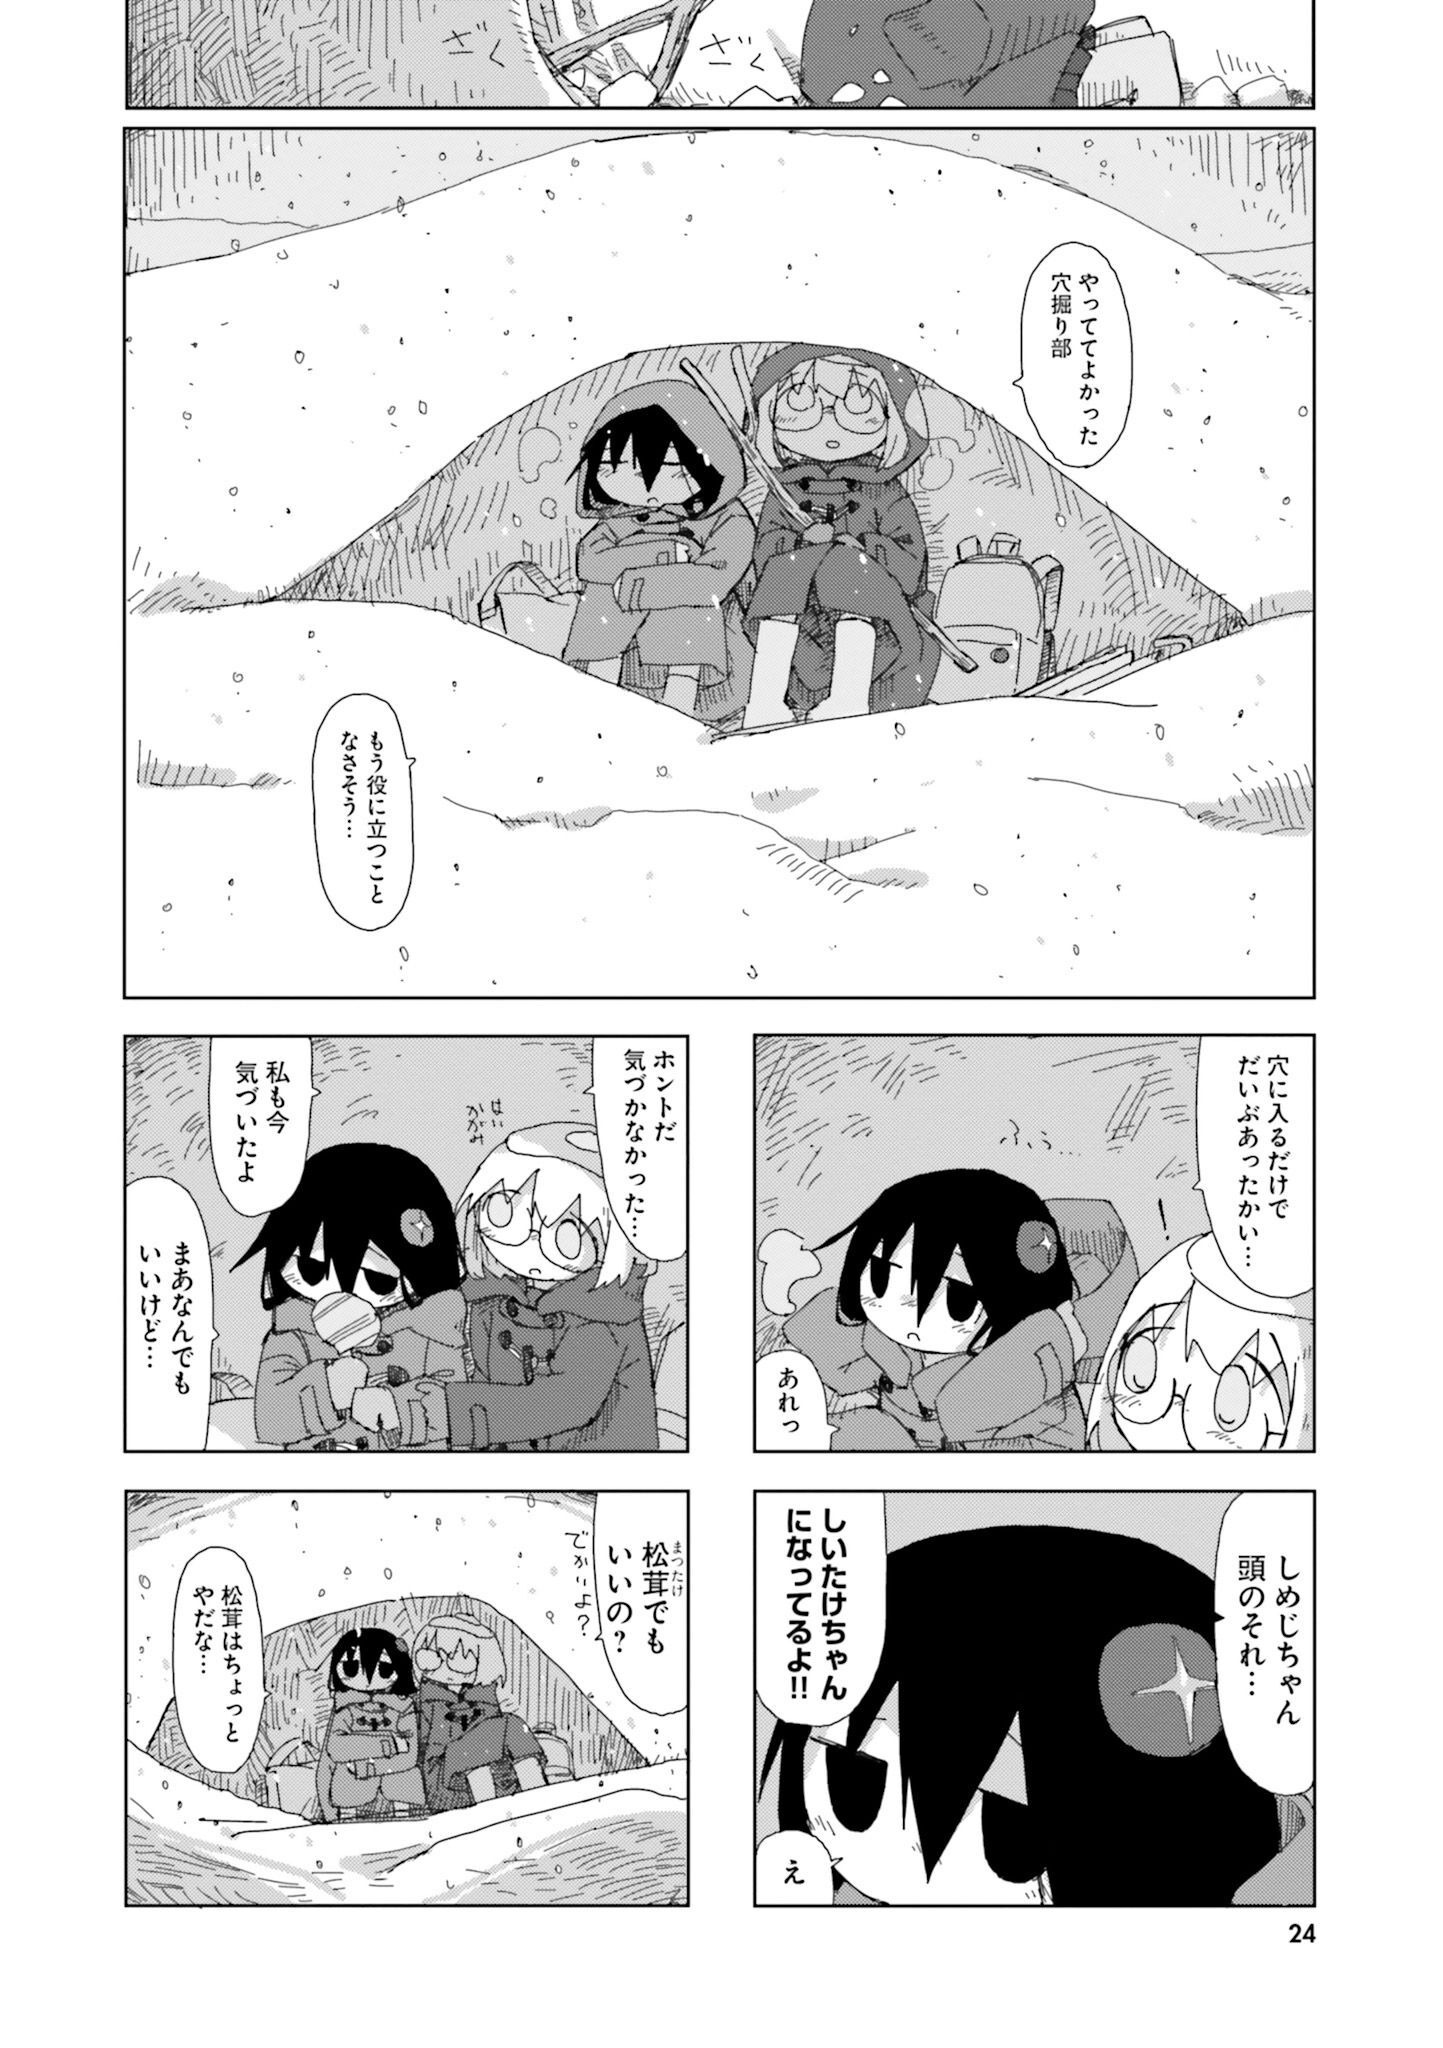 ざく
ざく
やっててよかった
穴掘り部
もう役に立つこと
なさそう…
穴に入るだけで
だいぶあったかい…
ふぅ
！
あれっ
しめじちゃん
頭のそれ…
しいたけちゃん
になってるよ!!
え
ホントだ
気づかなかった…
はい
かがみ
私も今
気づいたよ
まあなんでも
いいけど…
松茸でも
まつたけ
いいの？
でかいよ？
松茸はちょっと
やだな…
24